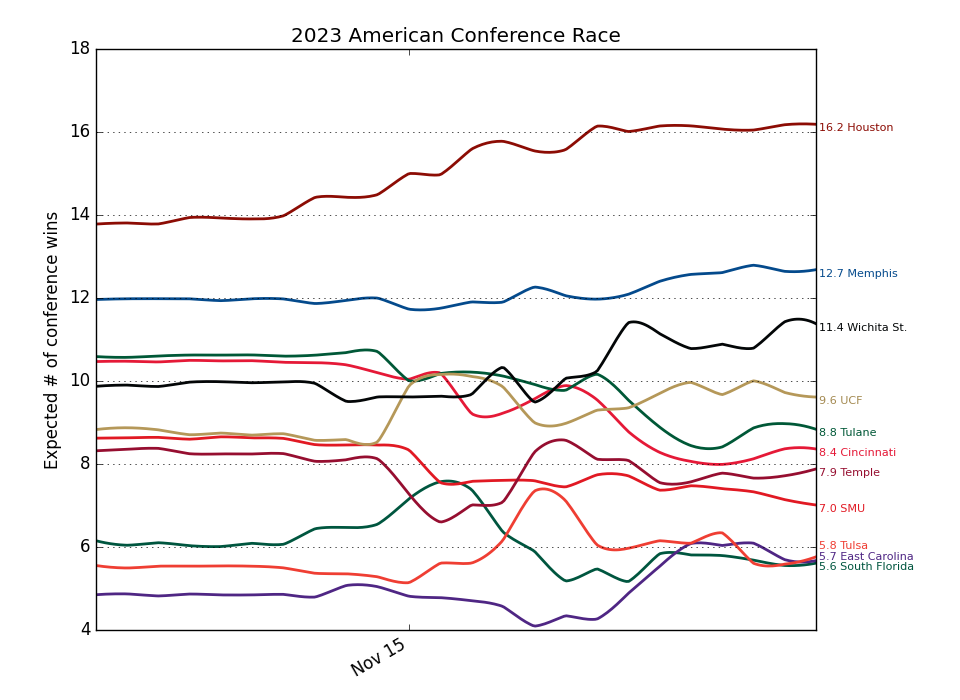 2023 American Conference Race
Expected # of conference wins
18
16
14
12
10
8
6
4
Nov 15
16.2 Houston
12.7 Memphis
11.4 Wichita St.
9.6 UCF
8.8 Tulane
8.4 Cincinnati
7.9 Temple
7.0 SMU
5.8 Tulsa
5.7 East Carolina
5.6 South Florida